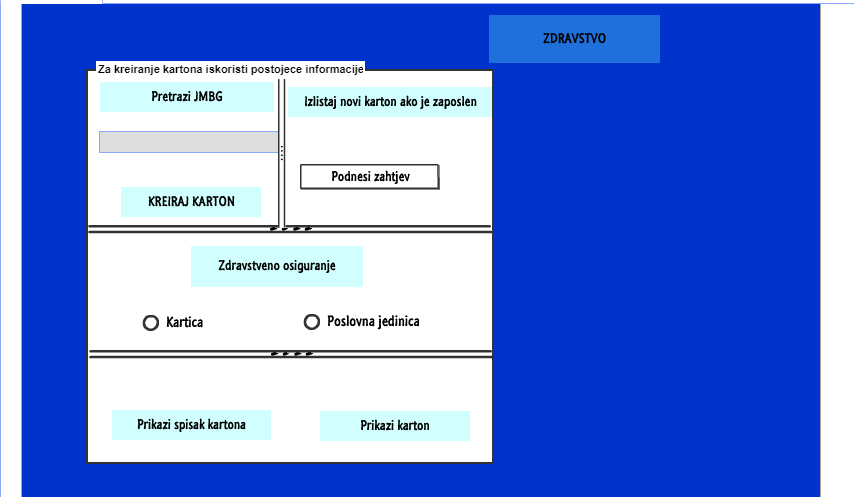 ZDRAVSTVO
Za kreiranje kartona iskoristi postojece informacije
Pretrazi JMBG
Izlistaj novi karton ako je zaposlen
Podnesi zahtjev
KREIRAJ KARTON
Zdravstveno osiguranje
Kartica
Poslovna jedinica
Prikazi spisak kartona
Prikazi karton